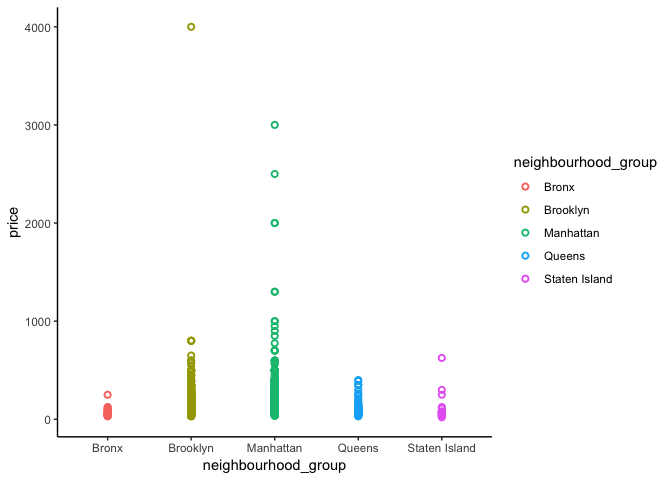 4000
3000
2000
1000
0
price
Bronx Brooklyn Manhattan Queens Staten Island
neighbourhood_group
neighbourhood_group
Bronx
Brooklyn
Manhattan
Queens
Staten Island